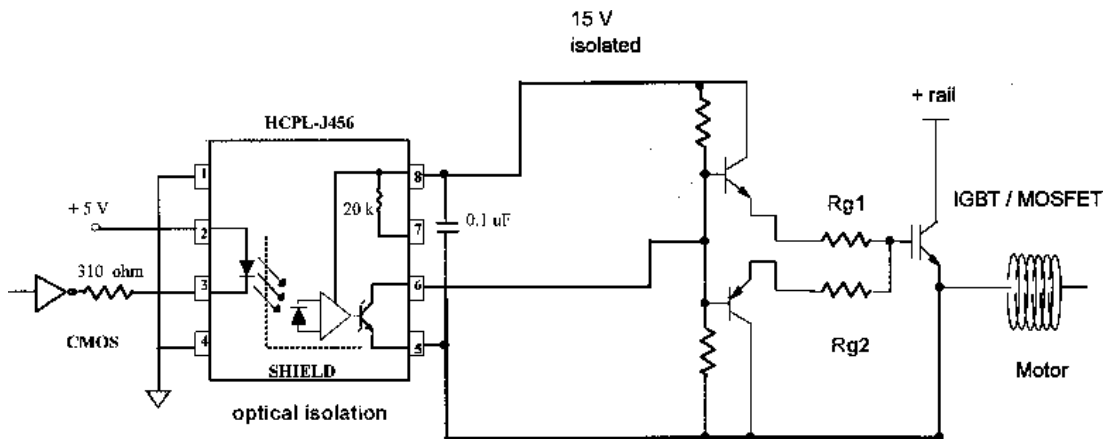 15 V
isolated
+ rail
HCPL-J456
1
8
20 k
0.1 uF
Rg1
IGBT / MOSFET
+ 5 V
2
7
310 ohm
3
6
CMOS
4
5
Rg2
SHIELD
Motor
optical isolation